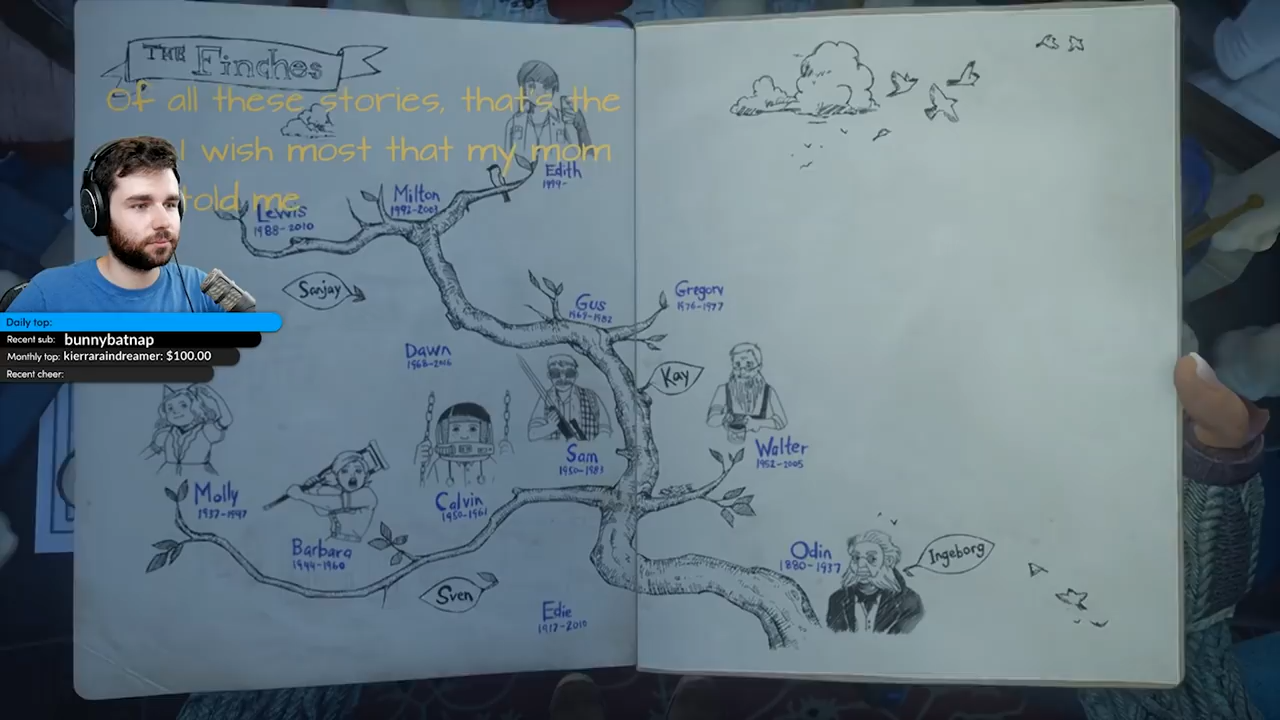 THE Finches
Of all these stories, that's the
I wish most that my mom
told me
Edith
1999-
Milton
1992-2003
Lewis
1988-2010
Sanjay
Gus
1969-1982
Gregory
1976-1977
Dawn
1968-2016
Kay
Daily top:
Recent sub: bunnybatnap
Monthly top: kierraraindreamer: $100.00
Recent cheer:
Sam
1950-1983
Walter
1952-2005
Molly
1937-1947
Calvin
1950-1961
Barbara
1944-1960
Odin
1880-1937
Ingeborg
Sven
Edie
1917-2010